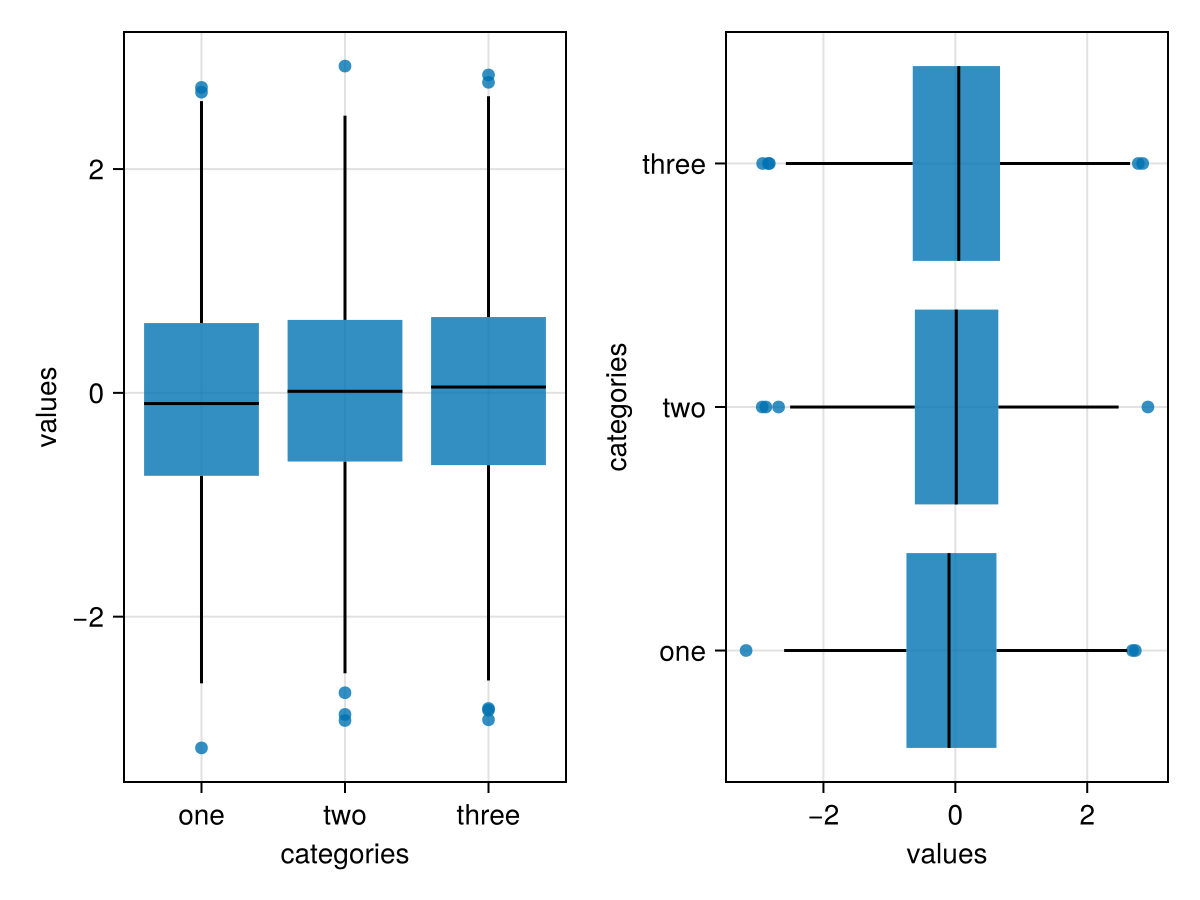 values
2
0
−2
one two three
categories
categories
three
two
one
−2 0 2
values